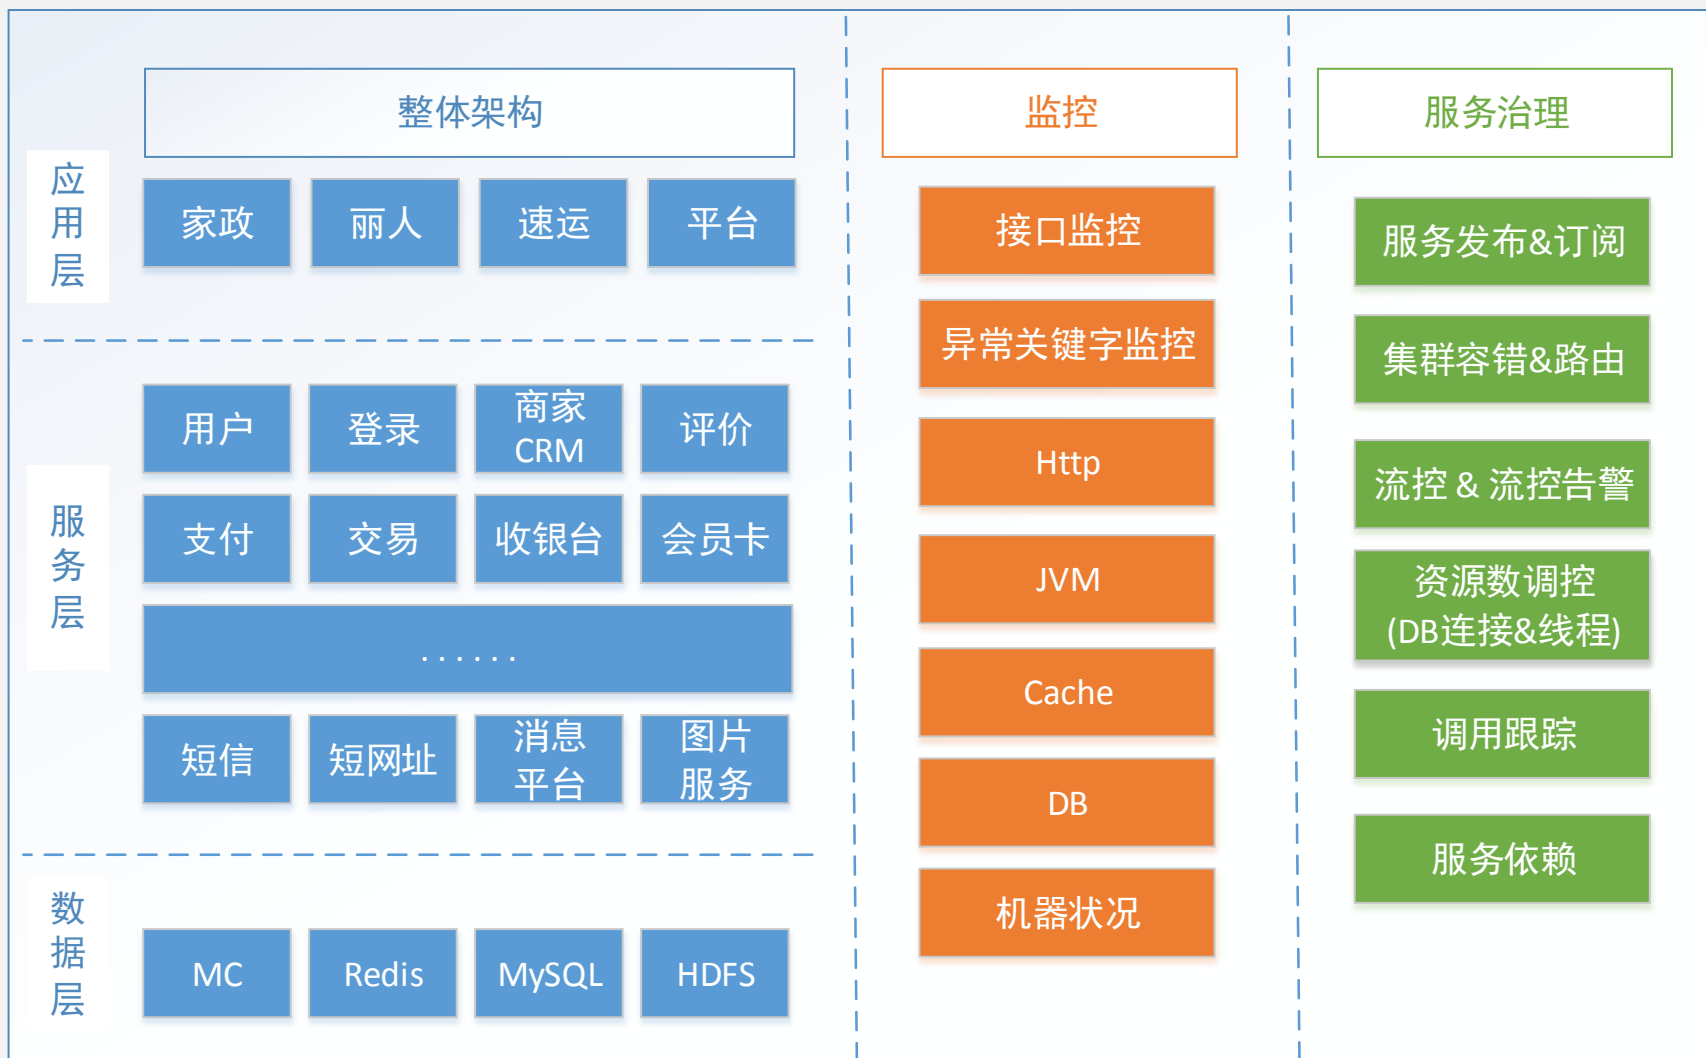 整体架构
应用层
家政
丽人
速运
平台
服务层
用户
登录
商家
CRM
评价
支付
交易
收银台
会员卡
......
短信
短网址
消息
平台
图片
服务
数据层
MC
Redis
MySQL
HDFS
监控
接口监控
异常关键字监控
Http
JVM
Cache
DB
机器状况
服务治理
服务发布&订阅
集群容错&路由
流控 & 流控告警
资源数调控
(DB连接&线程)
调用跟踪
服务依赖